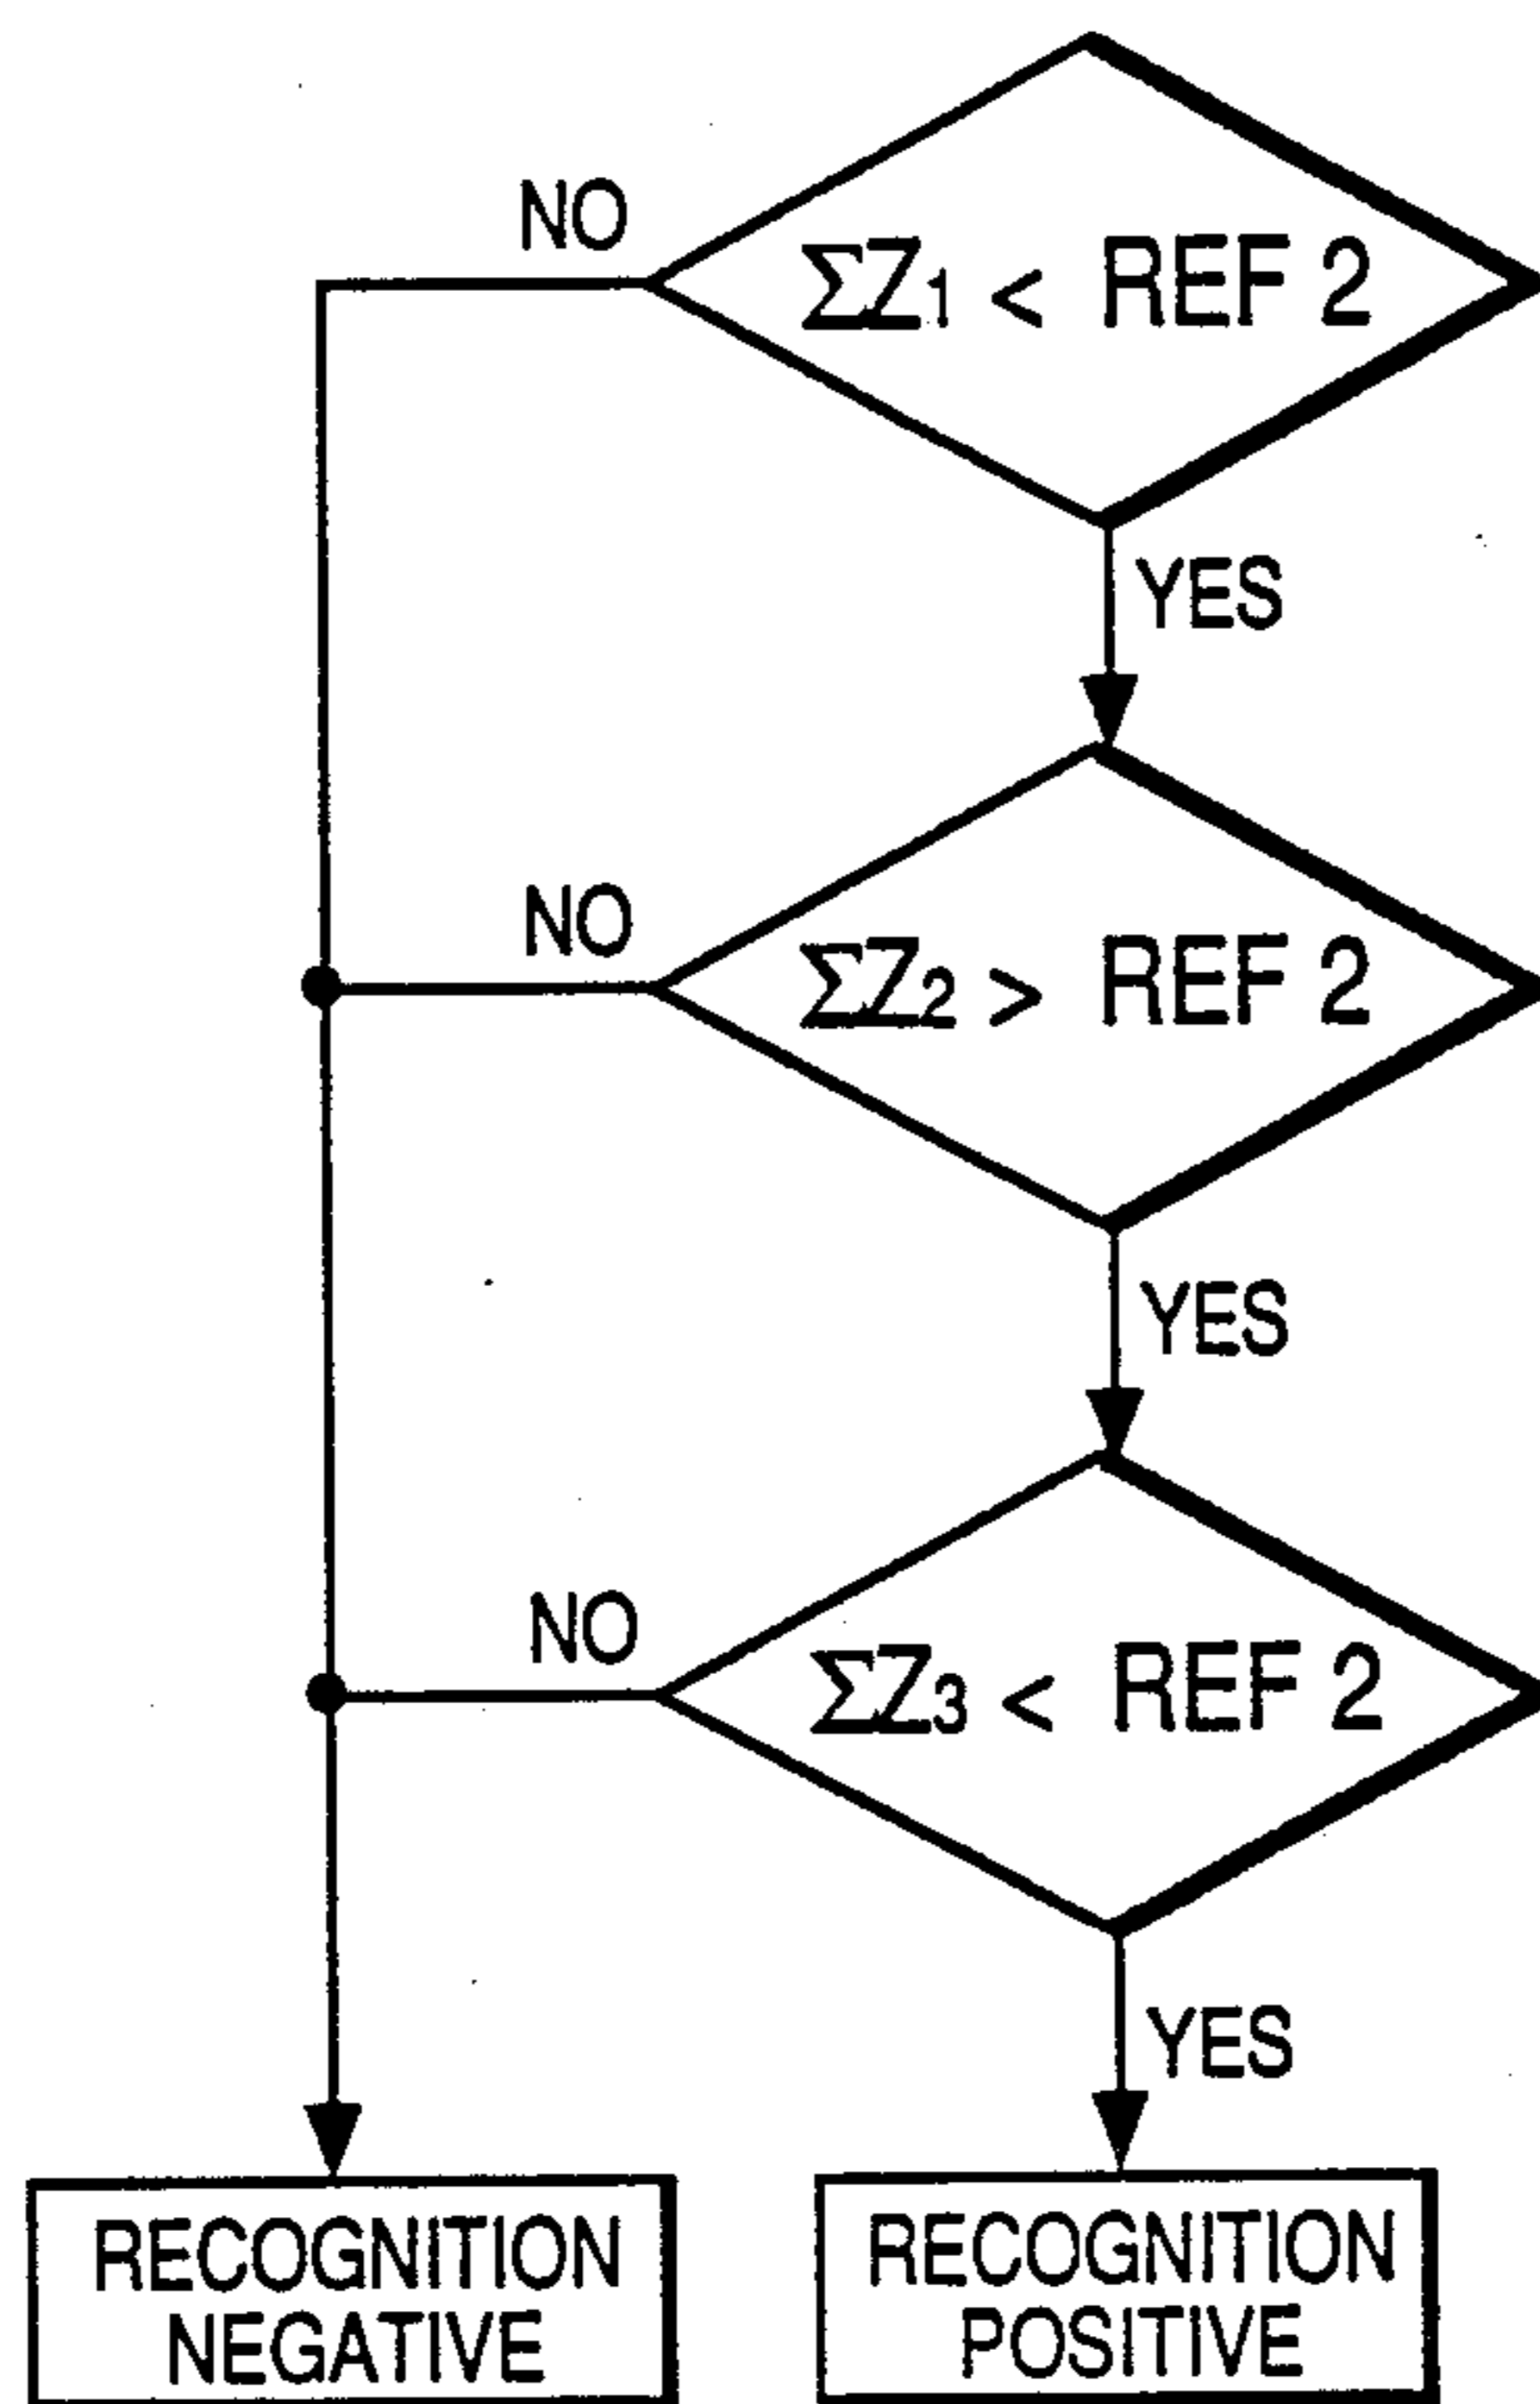 NO
ΣZ1 < REF 2
YES
NO
ΣZ2 > REF 2
YES
NO
ΣZ3 < REF 2
YES
RECOGNITION
NEGATIVE
RECOGNITION
POSITIVE